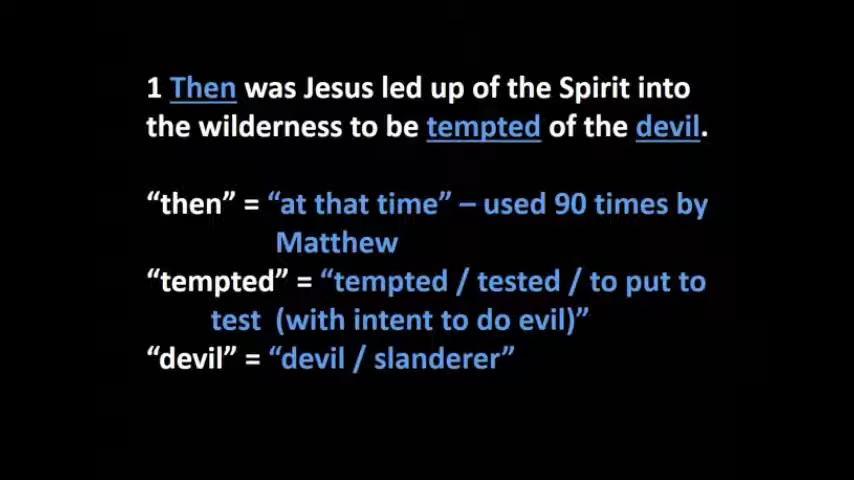 1 Then was Jesus led up of the Spirit into
the wilderness to be tempted of the devil.
“then” = “at that time” – used 90 times by
Matthew
“tempted” = “tempted / tested / to put to
test (with intent to do evil)”
“devil” = “devil / slanderer”